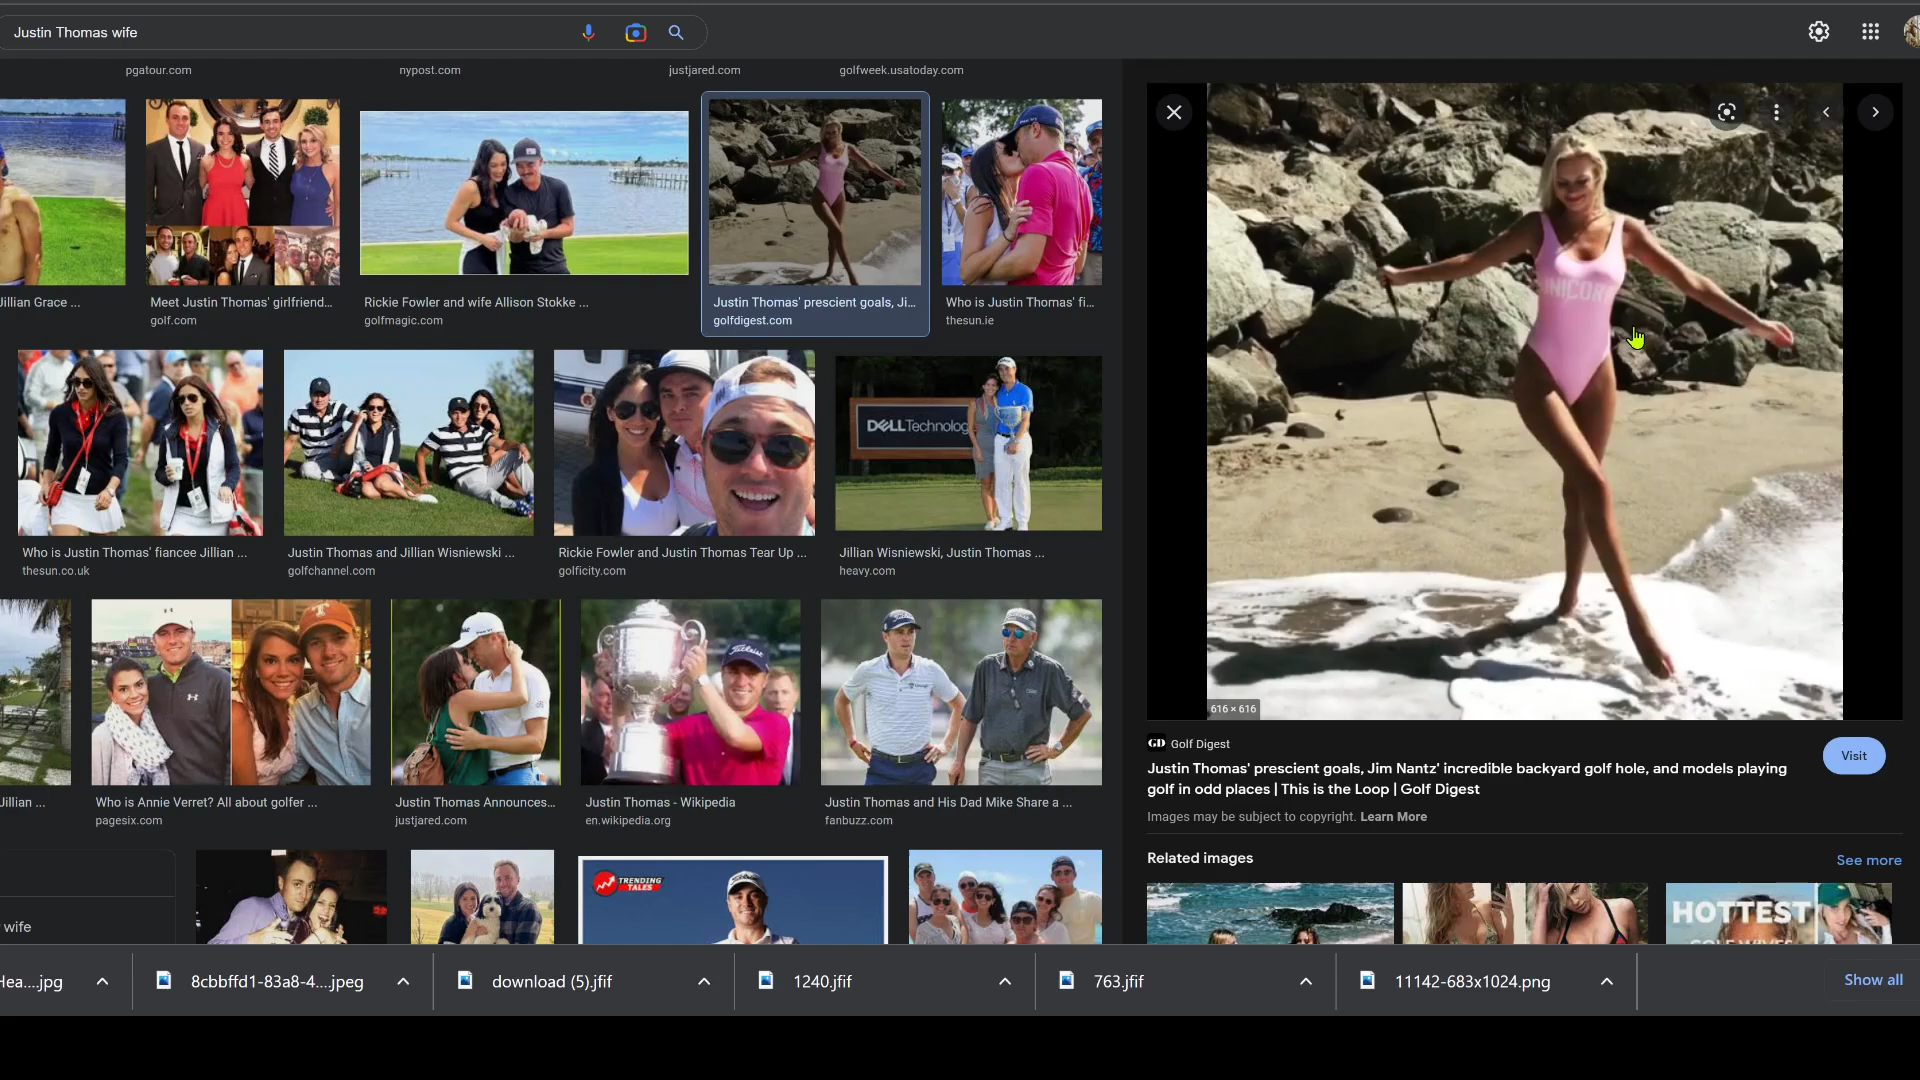 Justin Thomas wife
pgatour.com
nypost.com
justjared.com
golfweek.usatoday.com
Jillian Grace ...
Meet Justin Thomas' girlfriend...
golf.com
Rickie Fowler and wife Allison Stokke ...
golfmagic.com
Justin Thomas' prescient goals, Ji...
golfdigest.com
Who is Justin Thomas' fi...
thesun.ie
UNICOR
DELLTechnolog
Who is Justin Thomas' fiancee Jillian ...
thesun.co.uk
Justin Thomas and Jillian Wisniewski ...
golfchannel.com
Rickie Fowler and Justin Thomas Tear Up ...
golficity.com
Jillian Wisniewski, Justin Thomas ...
heavy.com
616 × 616
GD Golf Digest
Justin Thomas' prescient goals, Jim Nantz' incredible backyard golf hole, and models playing
golf in odd places | This is the Loop | Golf Digest
Visit
Images may be subject to copyright. Learn More
Jillian ...
Who is Annie Verret? All about golfer ...
pagesix.com
Justin Thomas Announces...
justjared.com
Justin Thomas - Wikipedia
en.wikipedia.org
Justin Thomas and His Dad Mike Share a ...
fanbuzz.com
Related images
See more
TRENDING
TALES
Titleist
HOTTEST
GOLF WIVES
wife
Hea....jpg
8cbbffd1-83a8-4....jpeg
download (5).jfif
1240.jfif
763.jfif
11142-683x1024.png
Show all